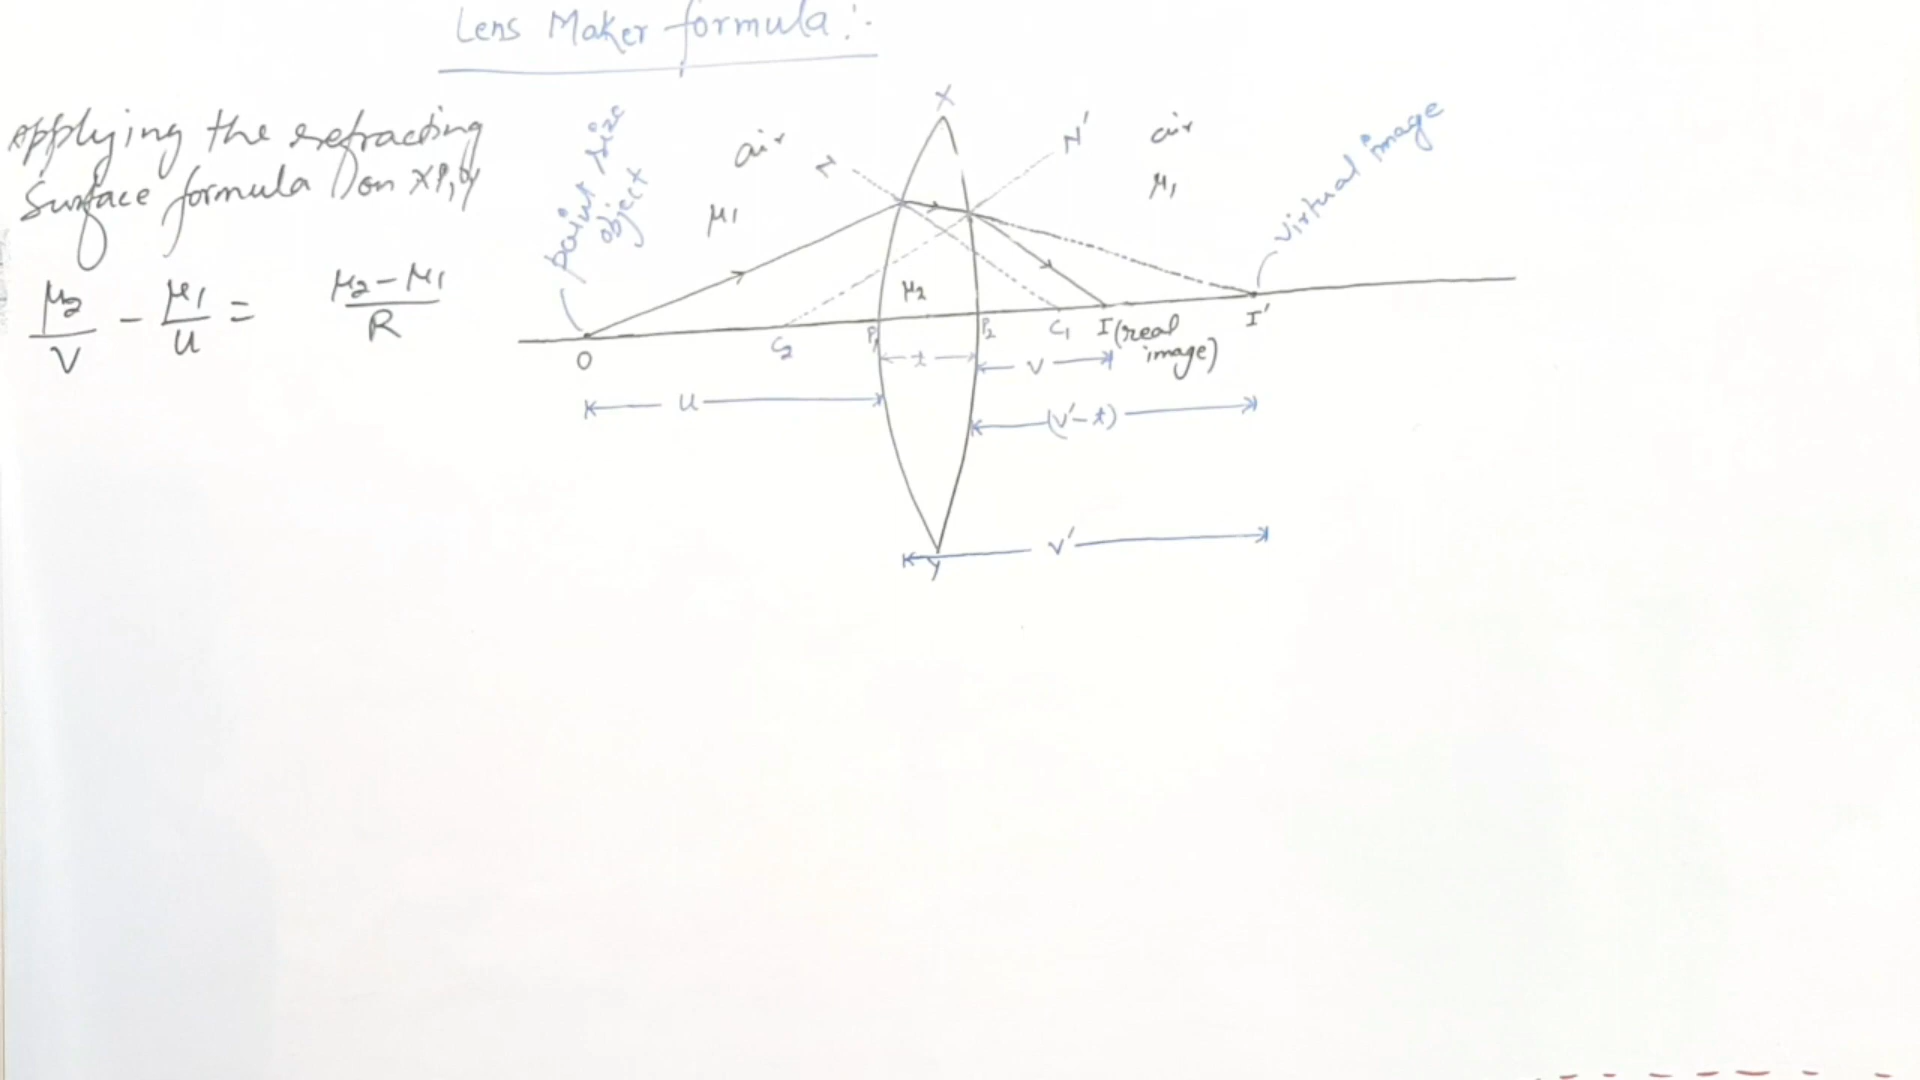 Lens Maker formula :-
Applying the refracting
Surface formula on XP₁Y
μ₂/v - μ₁/u = μ₂-μ₁/R
point size
object
air
μ₁
X
N
N'
air
μ₁
virtual image
μ₂
O
C₂
P₁
P₂
C₁
I (real
image)
I'
t
v
u
(v'-t)
v'
Y